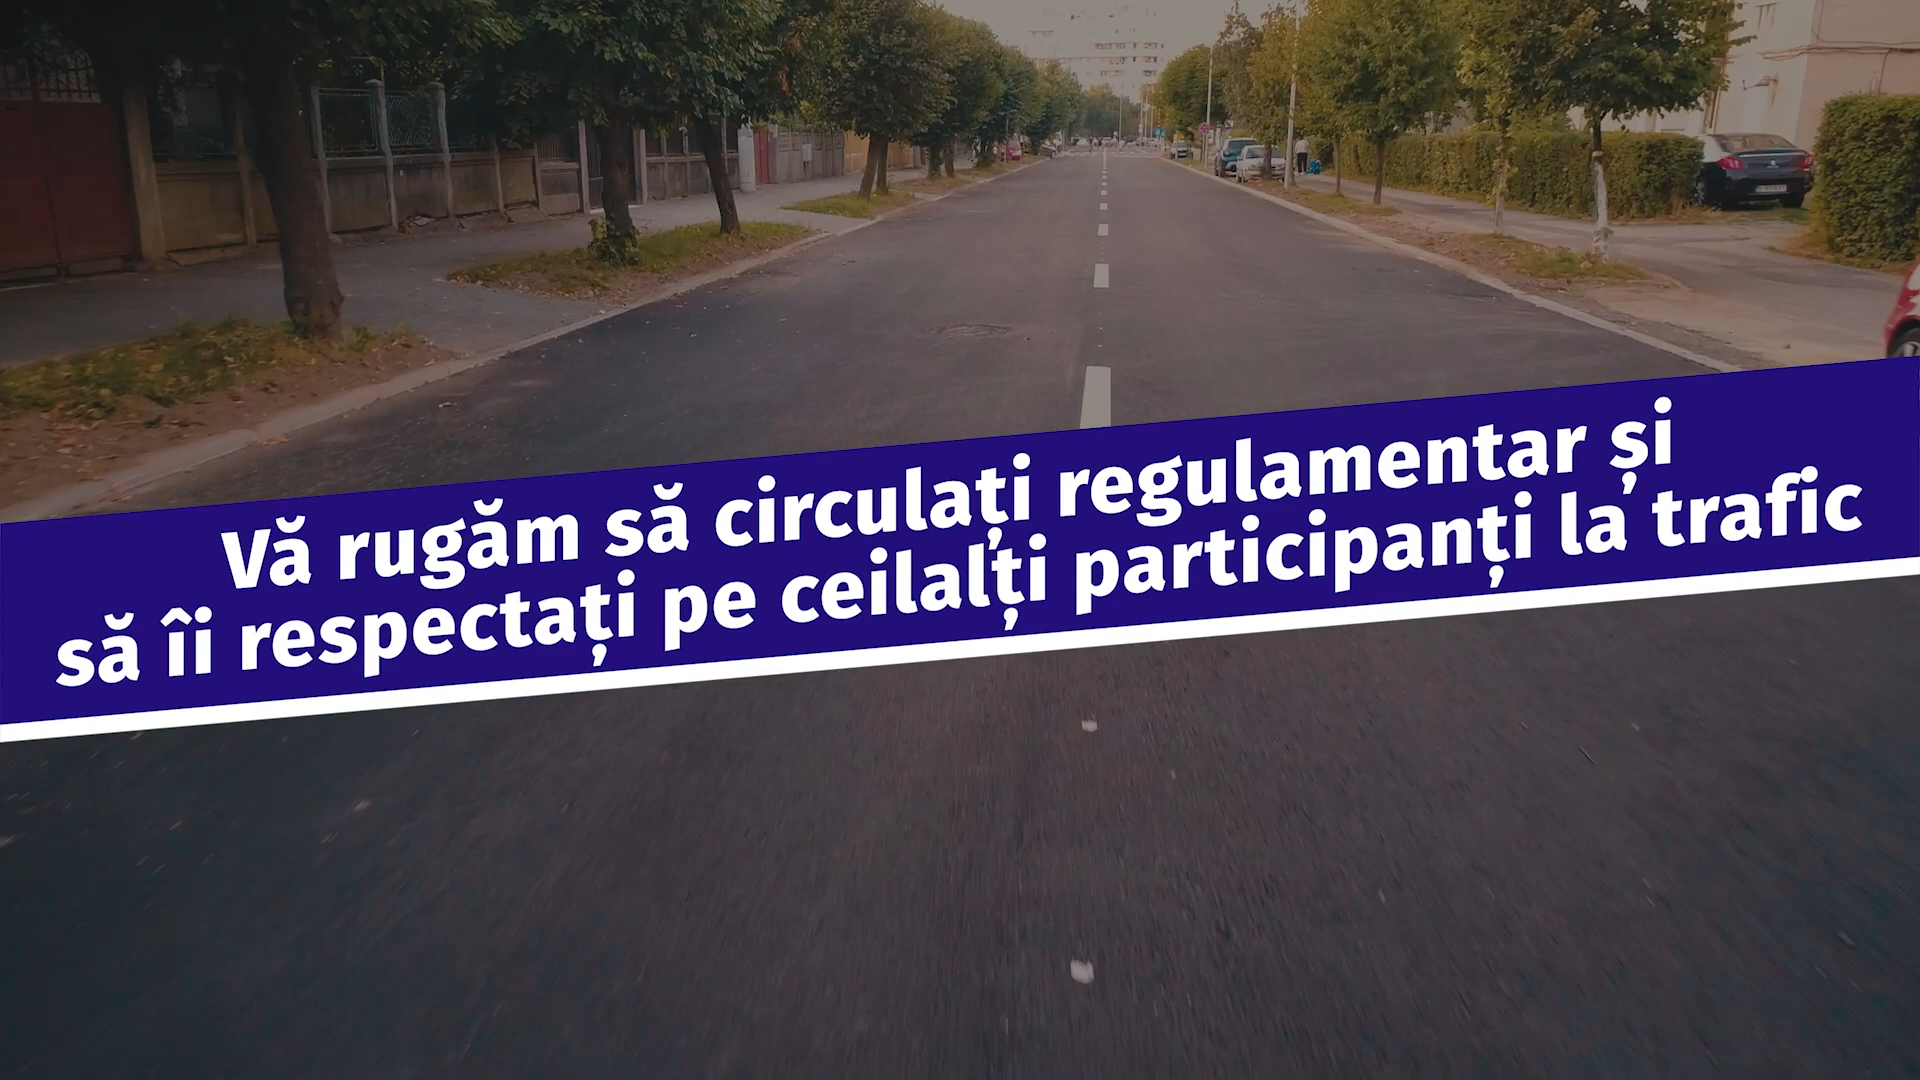 Vă rugăm să circulați regulamentar și
să îi respectați pe ceilalți participanți la trafic